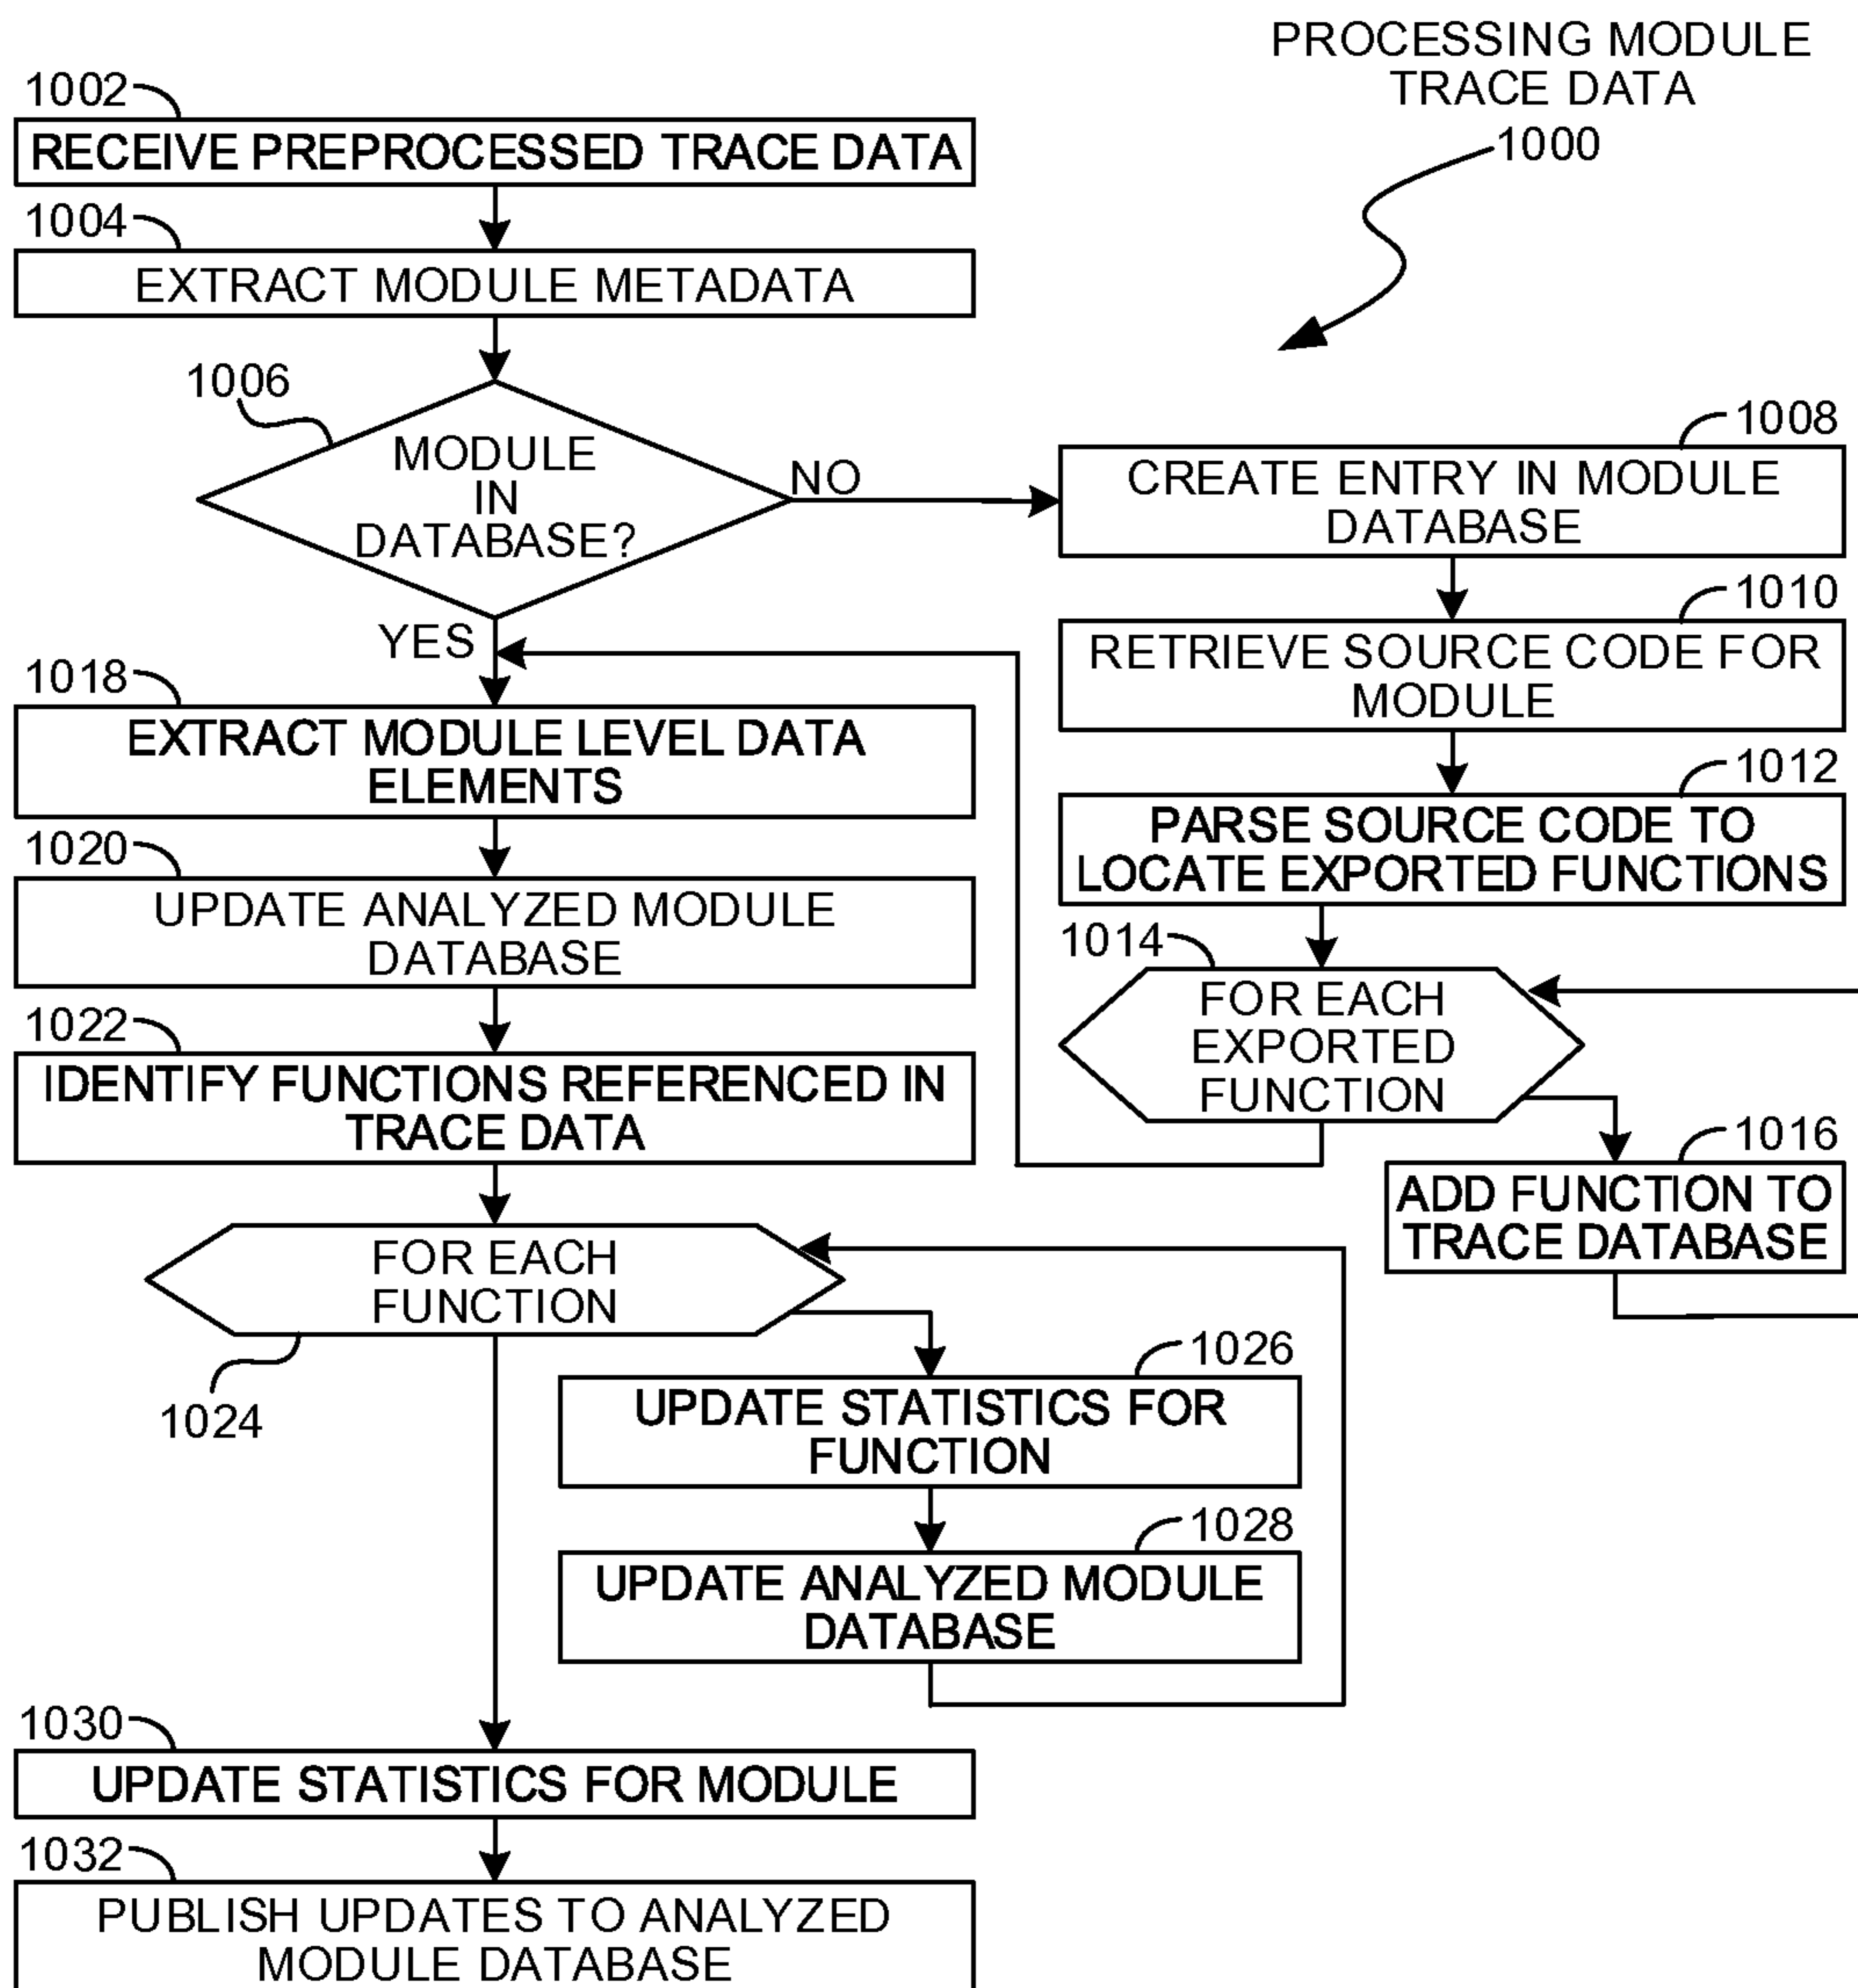 PROCESSING MODULE
TRACE DATA
1000
1002
RECEIVE PREPROCESSED TRACE DATA
1004
EXTRACT MODULE METADATA
1006
MODULE
IN
DATABASE?
NO
YES
1008
CREATE ENTRY IN MODULE
DATABASE
1010
RETRIEVE SOURCE CODE FOR
MODULE
1012
PARSE SOURCE CODE TO
LOCATE EXPORTED FUNCTIONS
1014
FOR EACH
EXPORTED
FUNCTION
1016
ADD FUNCTION TO
TRACE DATABASE
1018
EXTRACT MODULE LEVEL DATA
ELEMENTS
1020
UPDATE ANALYZED MODULE
DATABASE
1022
IDENTIFY FUNCTIONS REFERENCED IN
TRACE DATA
FOR EACH
FUNCTION
1024
1026
UPDATE STATISTICS FOR
FUNCTION
1028
UPDATE ANALYZED MODULE
DATABASE
1030
UPDATE STATISTICS FOR MODULE
1032
PUBLISH UPDATES TO ANALYZED
MODULE DATABASE